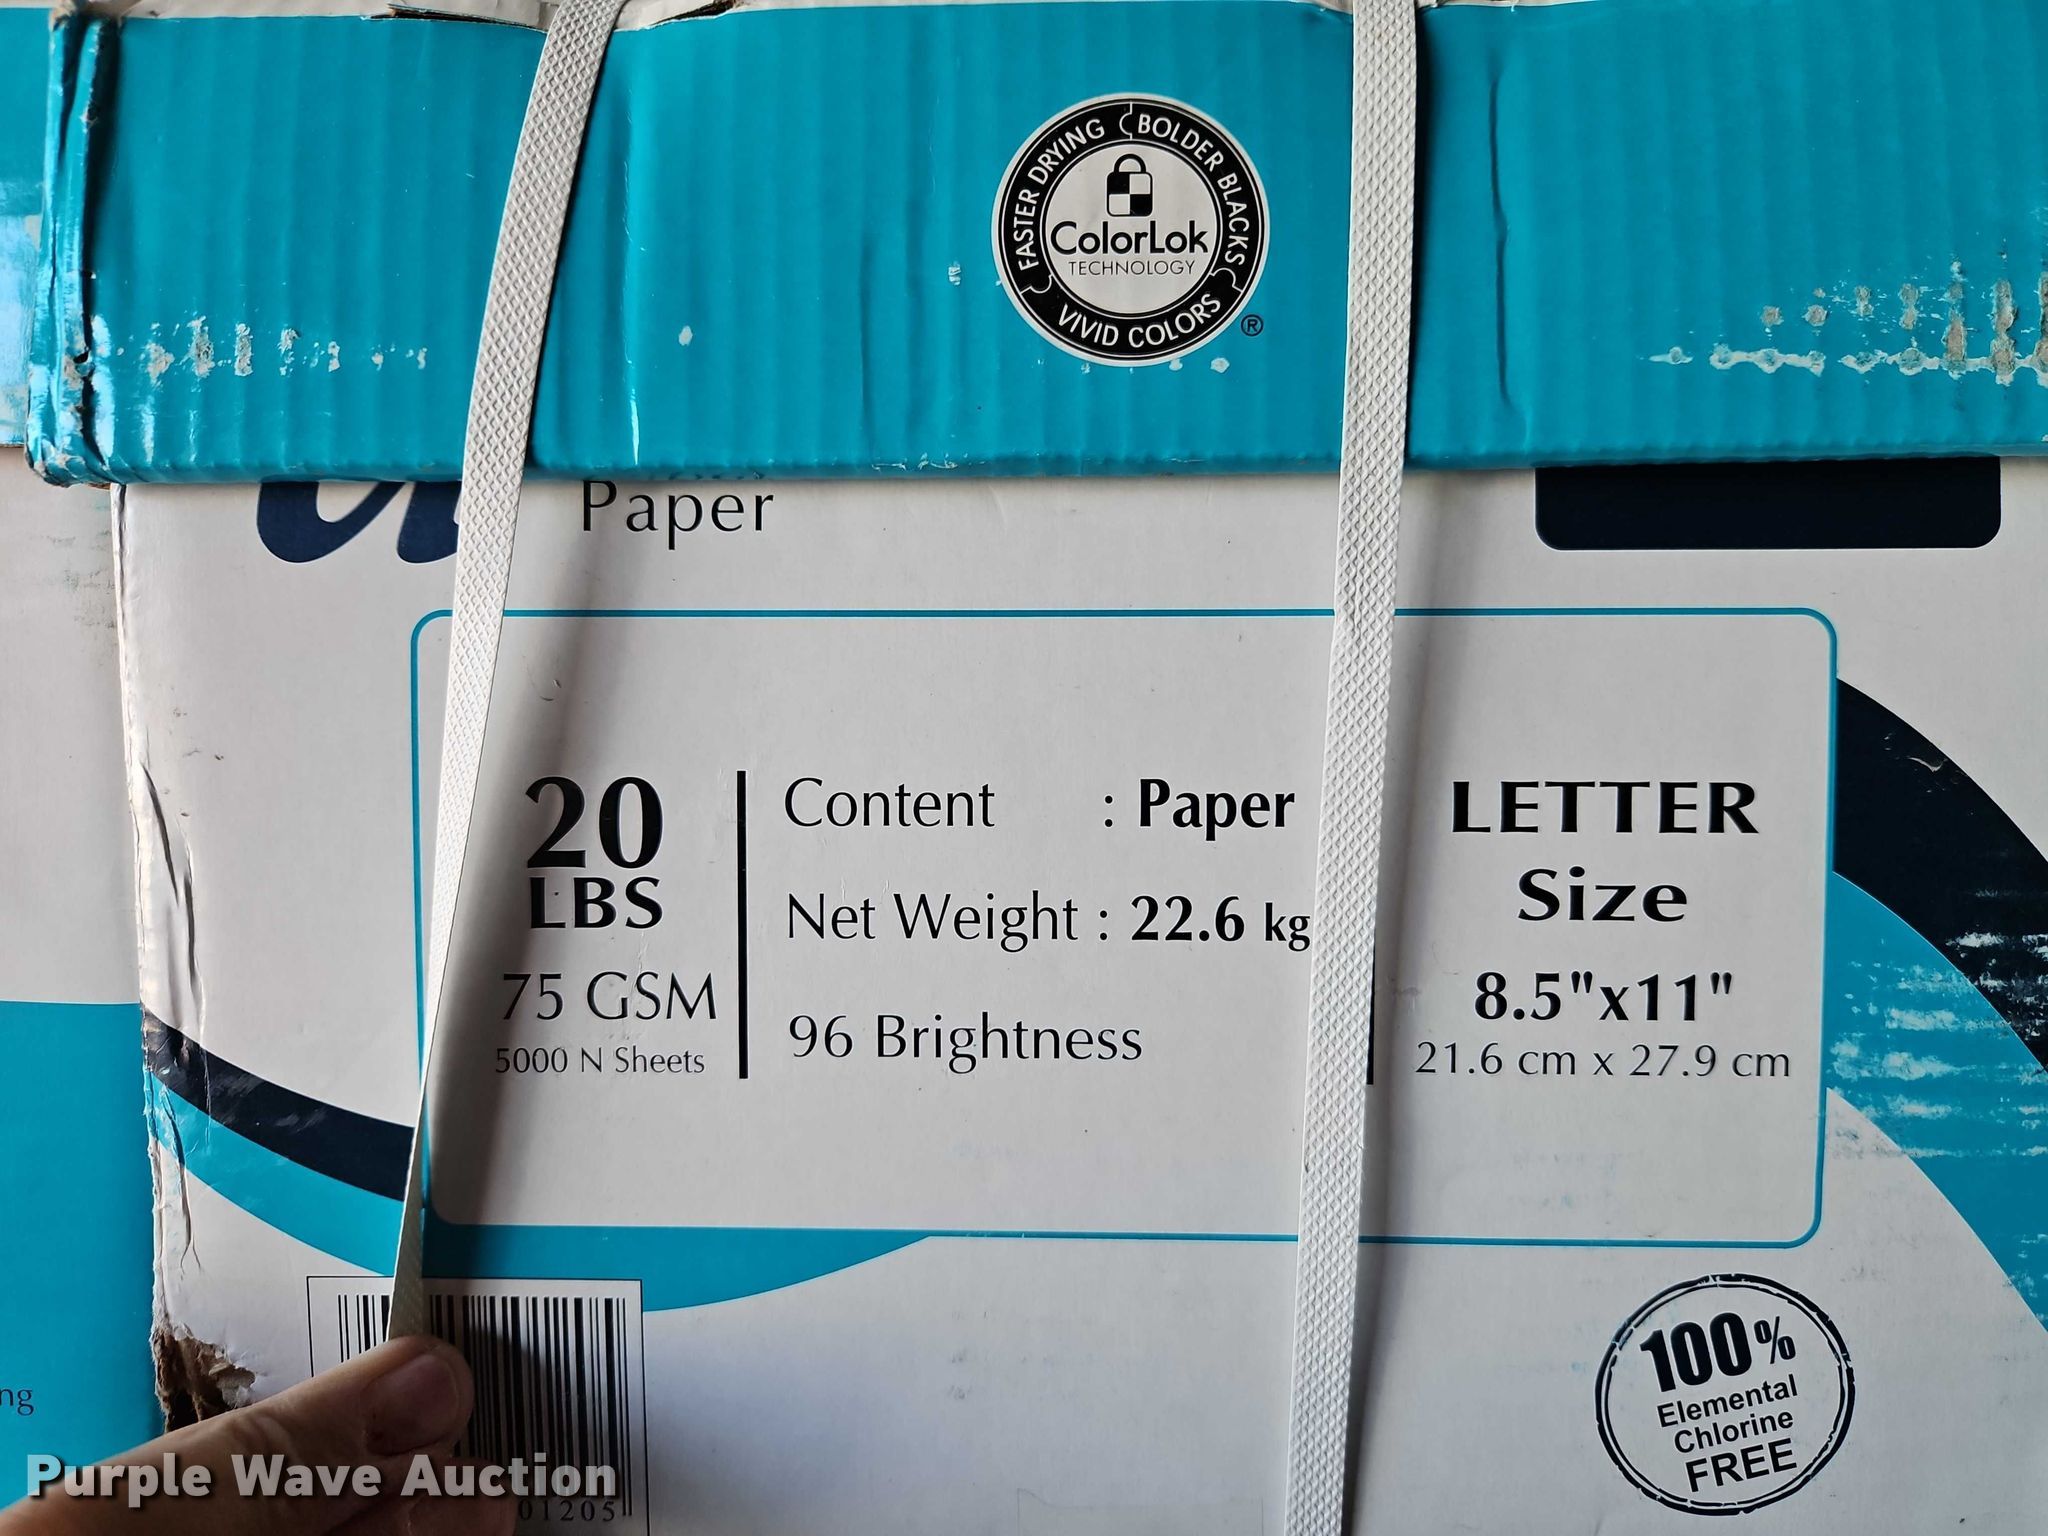 FASTER DRYING
BOLDER BLACKS
VIVID COLORS
ColorLok
TECHNOLOGY
®
Paper
20
LBS
75 GSM
5000 N Sheets
Content : Paper
Net Weight : 22.6 kg
96 Brightness
LETTER
Size
8.5"x11"
21.6 cm x 27.9 cm
100%
Elemental
Chlorine
FREE
ng
Purple Wave Auction
01205